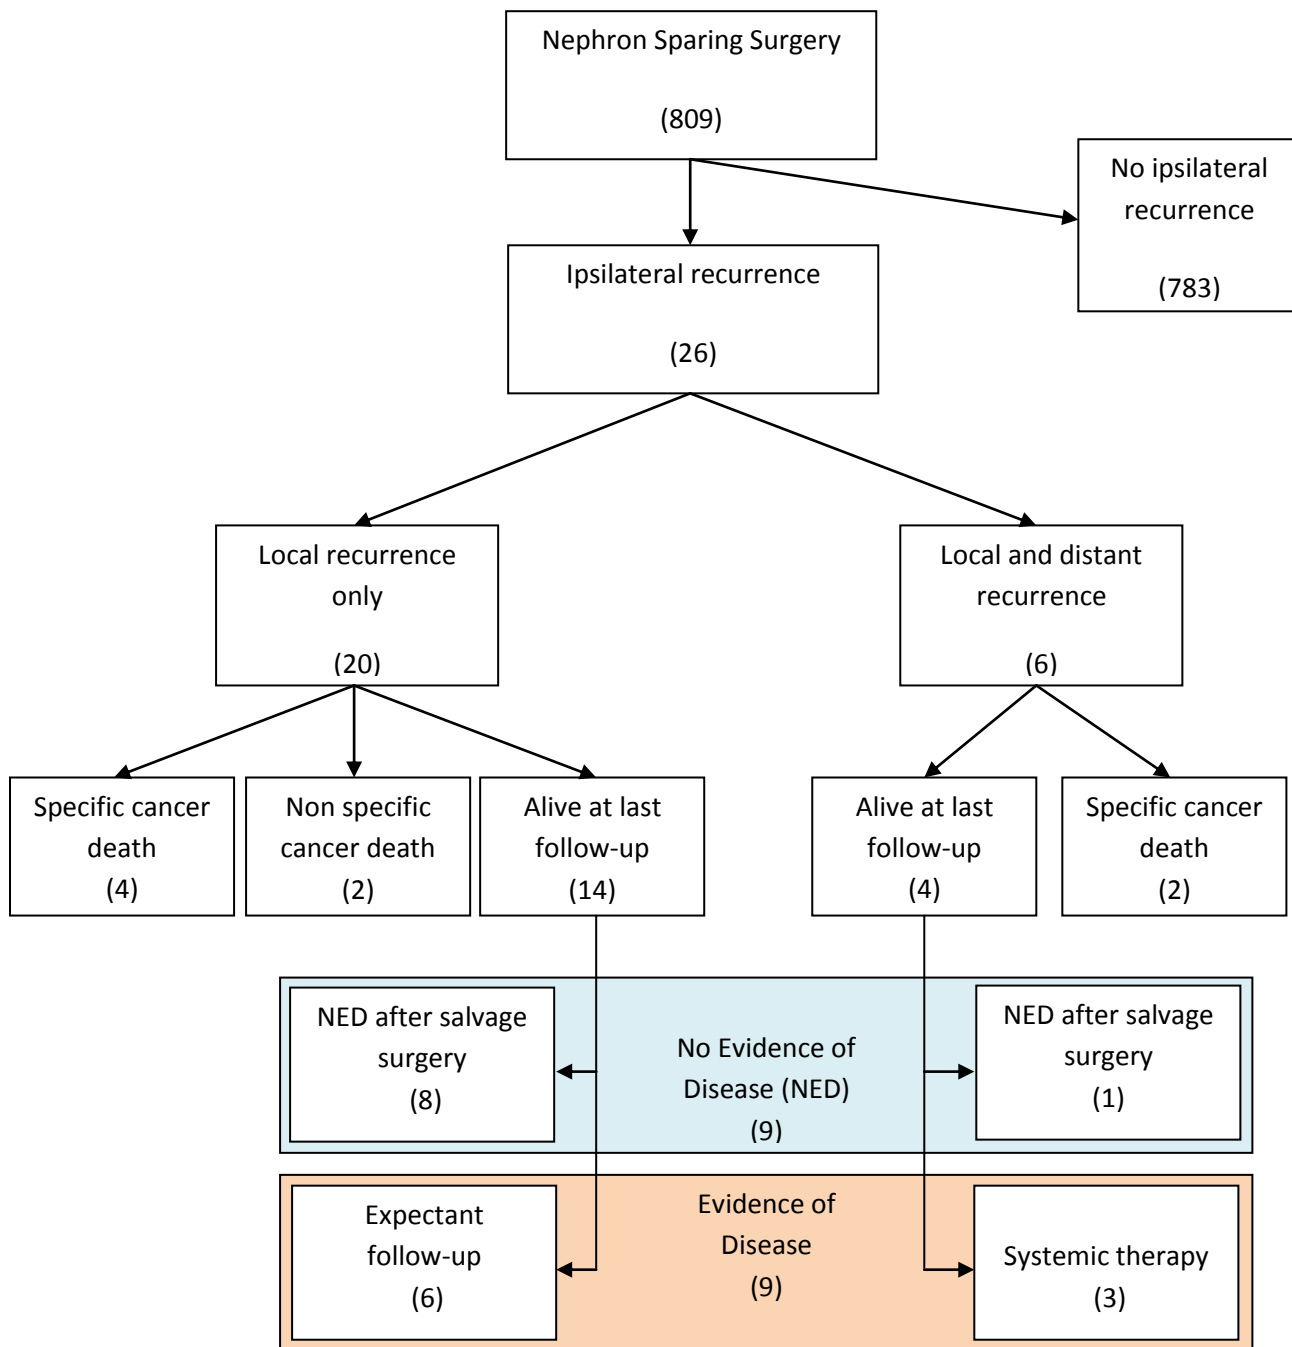 Nephron Sparing Surgery
(809)
No ipsilateral
recurrence
(783)
Ipsilateral recurrence
(26)
Local recurrence
only
(20)
Local and distant
recurrence
(6)
Specific cancer
death
(4)
Non specific
cancer death
(2)
Alive at last
follow-up
(14)
Alive at last
follow-up
(4)
Specific cancer
death
(2)
NED after salvage
surgery
(8)
No Evidence of
Disease (NED)
(9)
NED after salvage
surgery
(1)
Expectant
follow-up
(6)
Evidence of
Disease
(9)
Systemic therapy
(3)